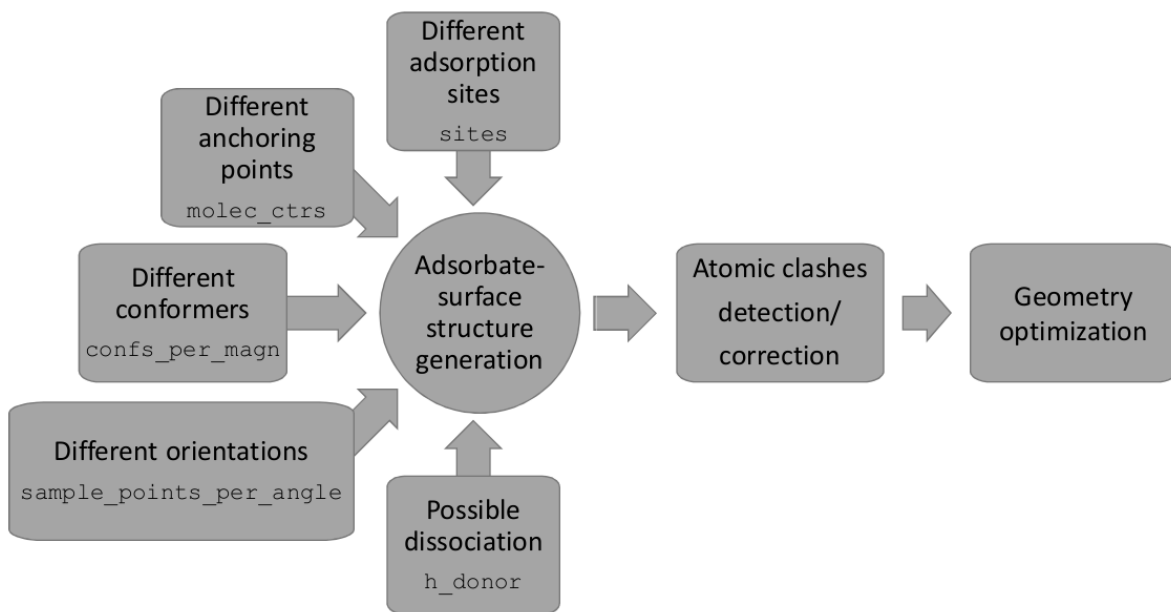 Different
adsorption
sites
sites
Different
anchoring
points
molec_ctrs
Different
conformers
confs_per_magn
Different orientations
sample_points_per_angle
Possible
dissociation
h_donor
Adsorbate-
surface
structure
generation
Atomic clashes
detection/
correction
Geometry
optimization